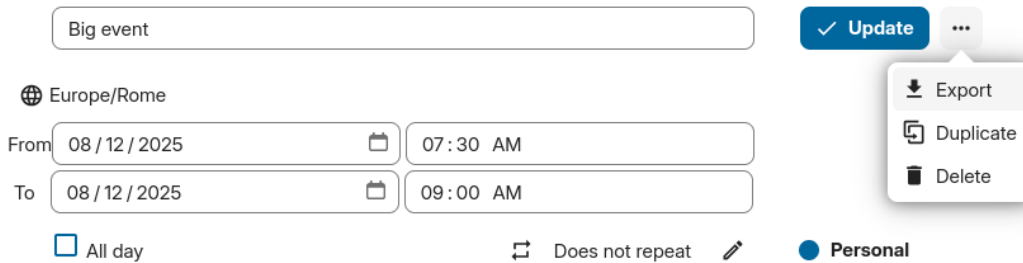 Big event
Update
Export
Europe/Rome
Duplicate
From 08/12/2025 07:30 AM
Delete
To 08/12/2025 09:00 AM
All day
Does not repeat
Personal